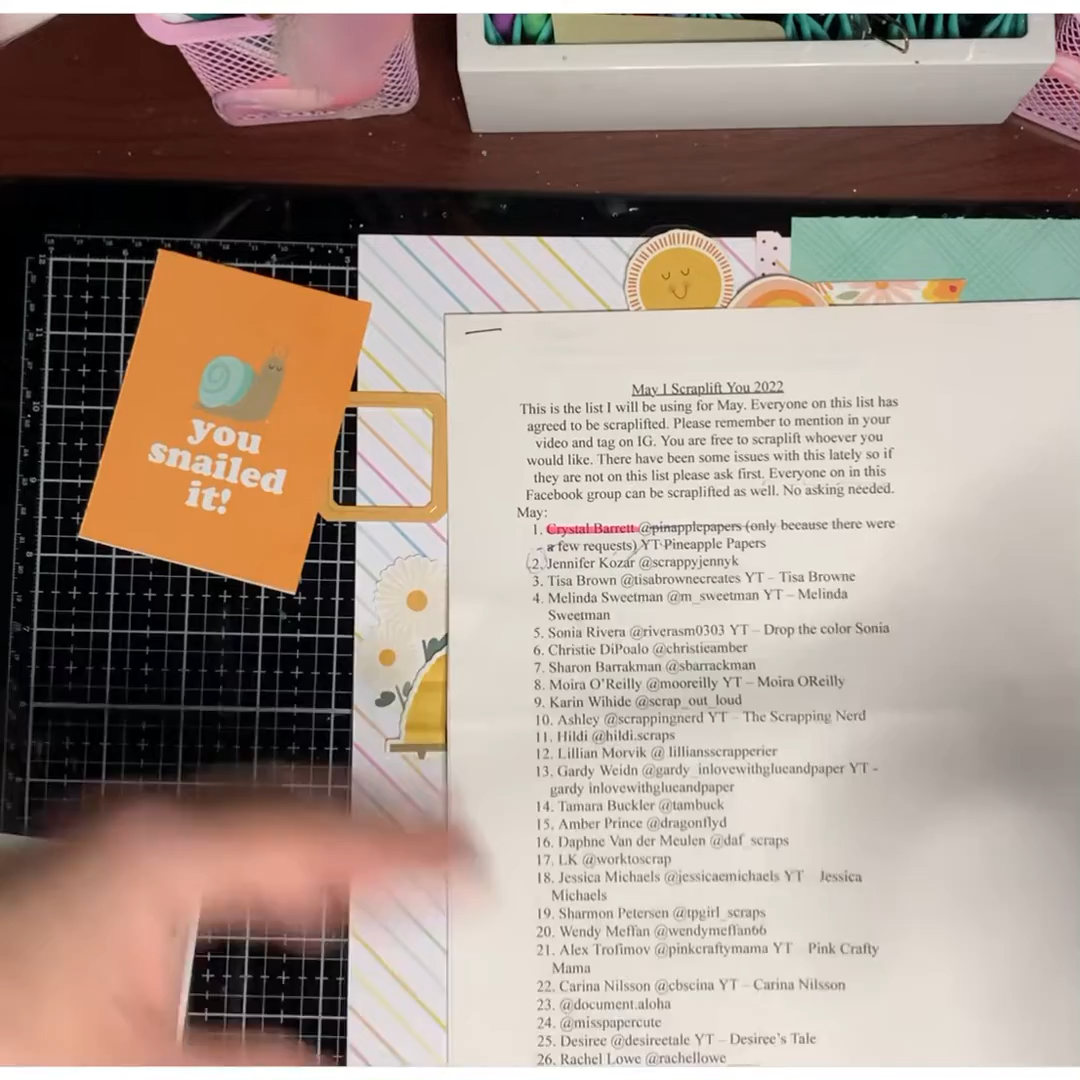 you
snailed
it!
May I Scraplift You 2022
This is the list I will be using for May. Everyone on this list has
agreed to be scraplifted. Please remember to mention in your
video and tag on IG. You are free to scraplift whoever you
would like. There have been some issues with this lately so if
they are not on this list please ask first. Everyone on in this
Facebook group can be scraplifted as well. No asking needed.
May:
1. Crystal Barrett @pinapplepapers (only because there were
a few requests) YT-Pineapple Papers
2. Jennifer Kozar @scrappyjennyk
3. Tisa Brown @tisabrownecreates YT – Tisa Browne
4. Melinda Sweetman @m_sweetman YT – Melinda
Sweetman
5. Sonia Rivera @riverasm0303 YT – Drop the color Sonia
6. Christie DiPoalo @christieamber
7. Sharon Barrakman @sbarrackman
8. Moira O'Reilly @mooreilly YT – Moira OReilly
9. Karin Wihide @scrap_out_loud
10. Ashley @scrappingnerd YT – The Scrapping Nerd
11. Hildi @hildi.scraps
12. Lillian Morvik @ lilliansscrapperier
13. Gardy Weidn @gardy_inlovewithglueandpaper YT -
gardy inlovewithglueandpaper
14. Tamara Buckler @tambuck
15. Amber Prince @dragonflyd
16. Daphne Van der Meulen @daf_scraps
17. LK @worktoscrap
18. Jessica Michaels @jessicaemichaels YT Jessica
Michaels
19. Sharmon Petersen @tpgirl_scraps
20. Wendy Meffan @wendymeffan66
21. Alex Trofimov @pinkcraftymama YT Pink Crafty
Mama
22. Carina Nilsson @cbscina YT – Carina Nilsson
23. @document.aloha
24. @misspapercute
25. Desiree @desireetale YT – Desiree's Tale
26. Rachel Lowe @rachellowe